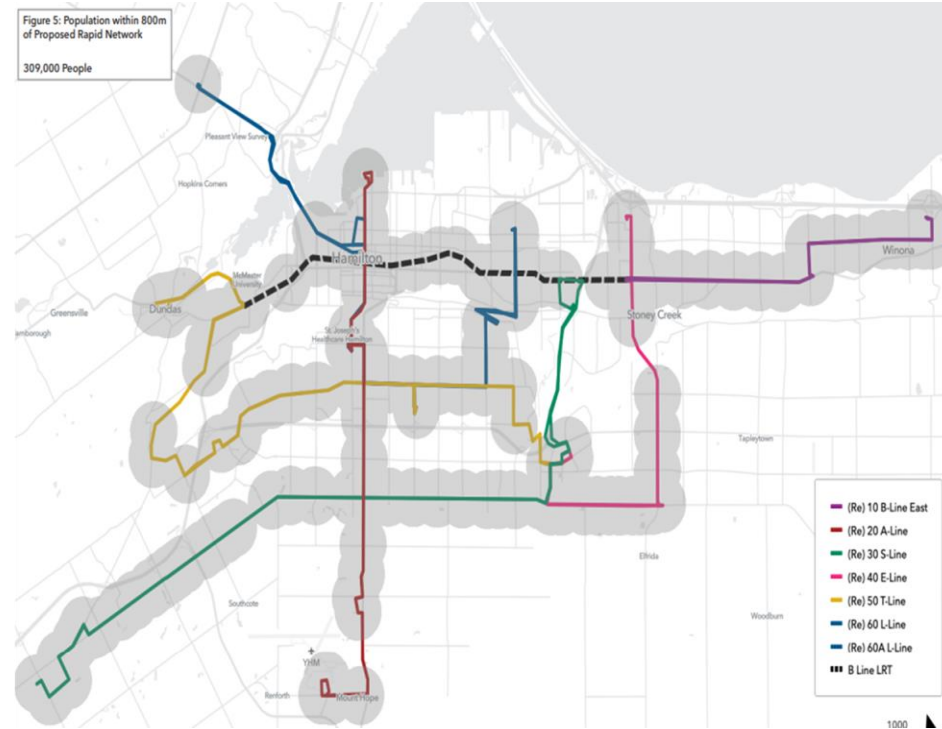 Figure 5: Population within 800m
of Proposed Rapid Network
309,000 People
Pleasant View Survey
Hopkins Corners
Hamilton
McMaster
University
Dundas
Greensville
amborough
St. Joseph's
Healthcare Hamilton
Winona
Stoney Creek
Tapleytown
Elfrida
Woodburn
Southcote
YHM
Renforth
Mount Hope
(Re) 10 B-Line East
(Re) 20 A-Line
(Re) 30 S-Line
(Re) 40 E-Line
(Re) 50 T-Line
(Re) 60 L-Line
(Re) 60A L-Line
B Line LRT
1000